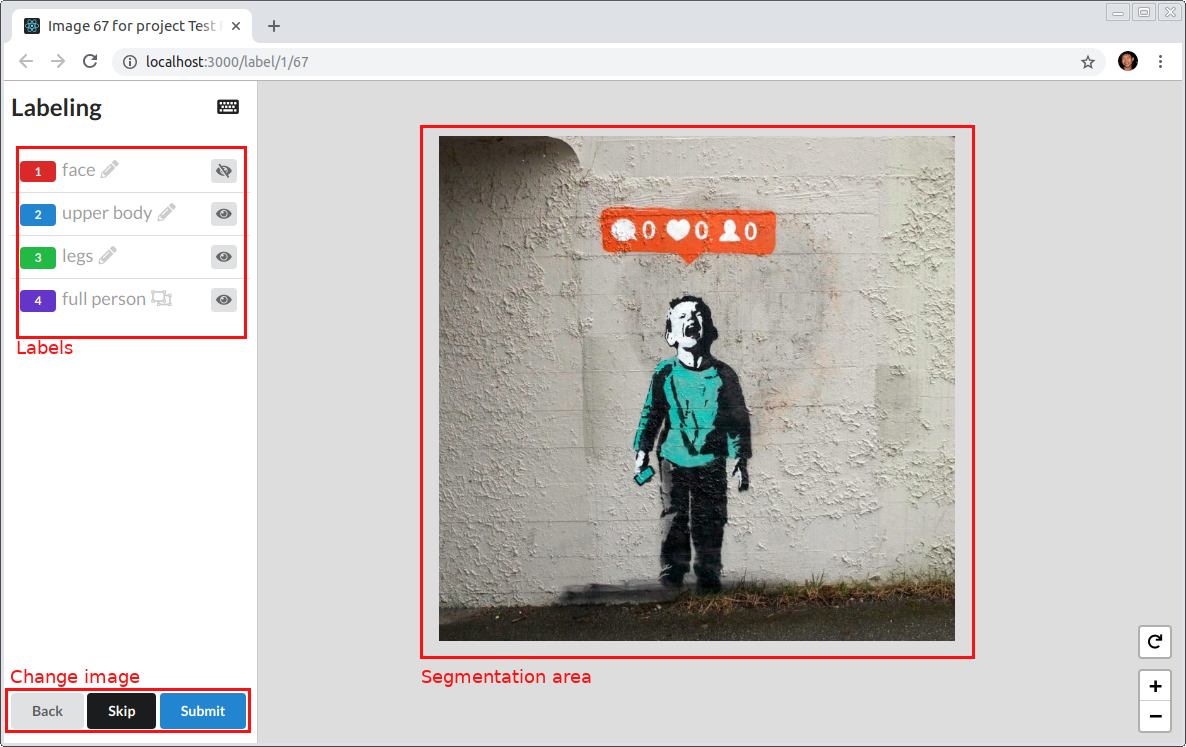 Image 67 for project Test
localhost:3000/label/1/67
Labeling
1 face
2 upper body
3 legs
4 full person
Labels
0 0 0
Change image
Segmentation area
Back Skip Submit
+
−